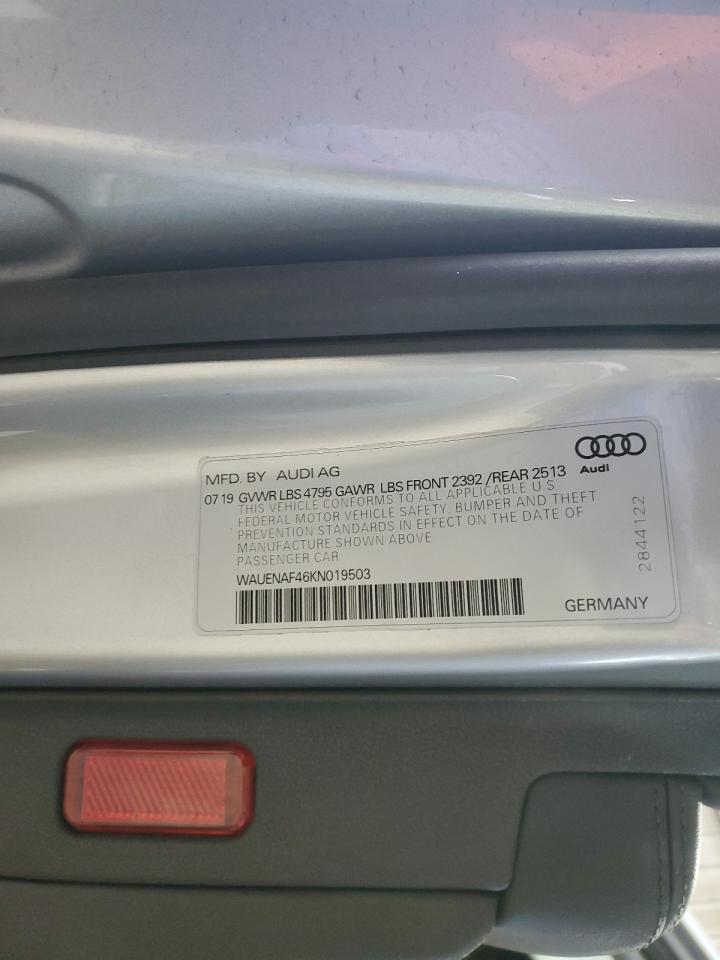 MFD. BY AUDI AG
Audi
07 19 GVWR LBS 4795 GAWR LBS FRONT 2392 /REAR 2513
THIS VEHICLE CONFORMS TO ALL APPLICABLE U S
FEDERAL MOTOR VEHICLE SAFETY, BUMPER AND THEFT
PREVENTION STANDARDS IN EFFECT ON THE DATE OF
MANUFACTURE SHOWN ABOVE
PASSENGER CAR
WAUENAF46KN019503
GERMANY
2844122